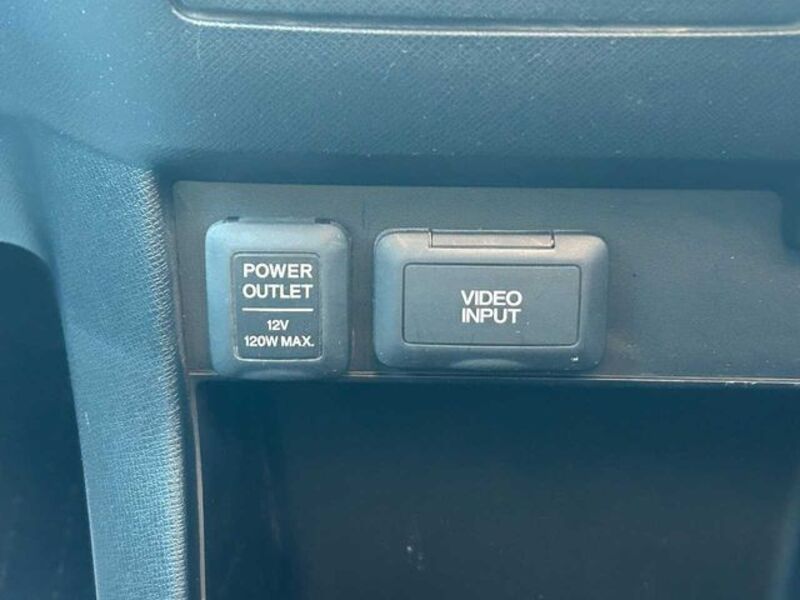 POWER
OUTLET
12V
120W MAX.
VIDEO
INPUT